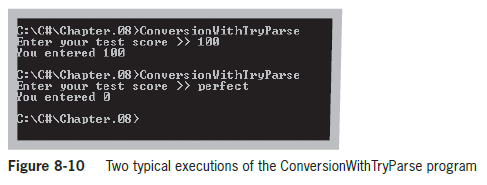 C:\C#\Chapter.08>ConversionWithTryParse
Enter your test score >> 100
You entered 100
C:\C#\Chapter.08>ConversionWithTryParse
Enter your test score >> perfect
You entered 0
C:\C#\Chapter.08>
Figure 8-10 Two typical executions of the ConversionWithTryParse program